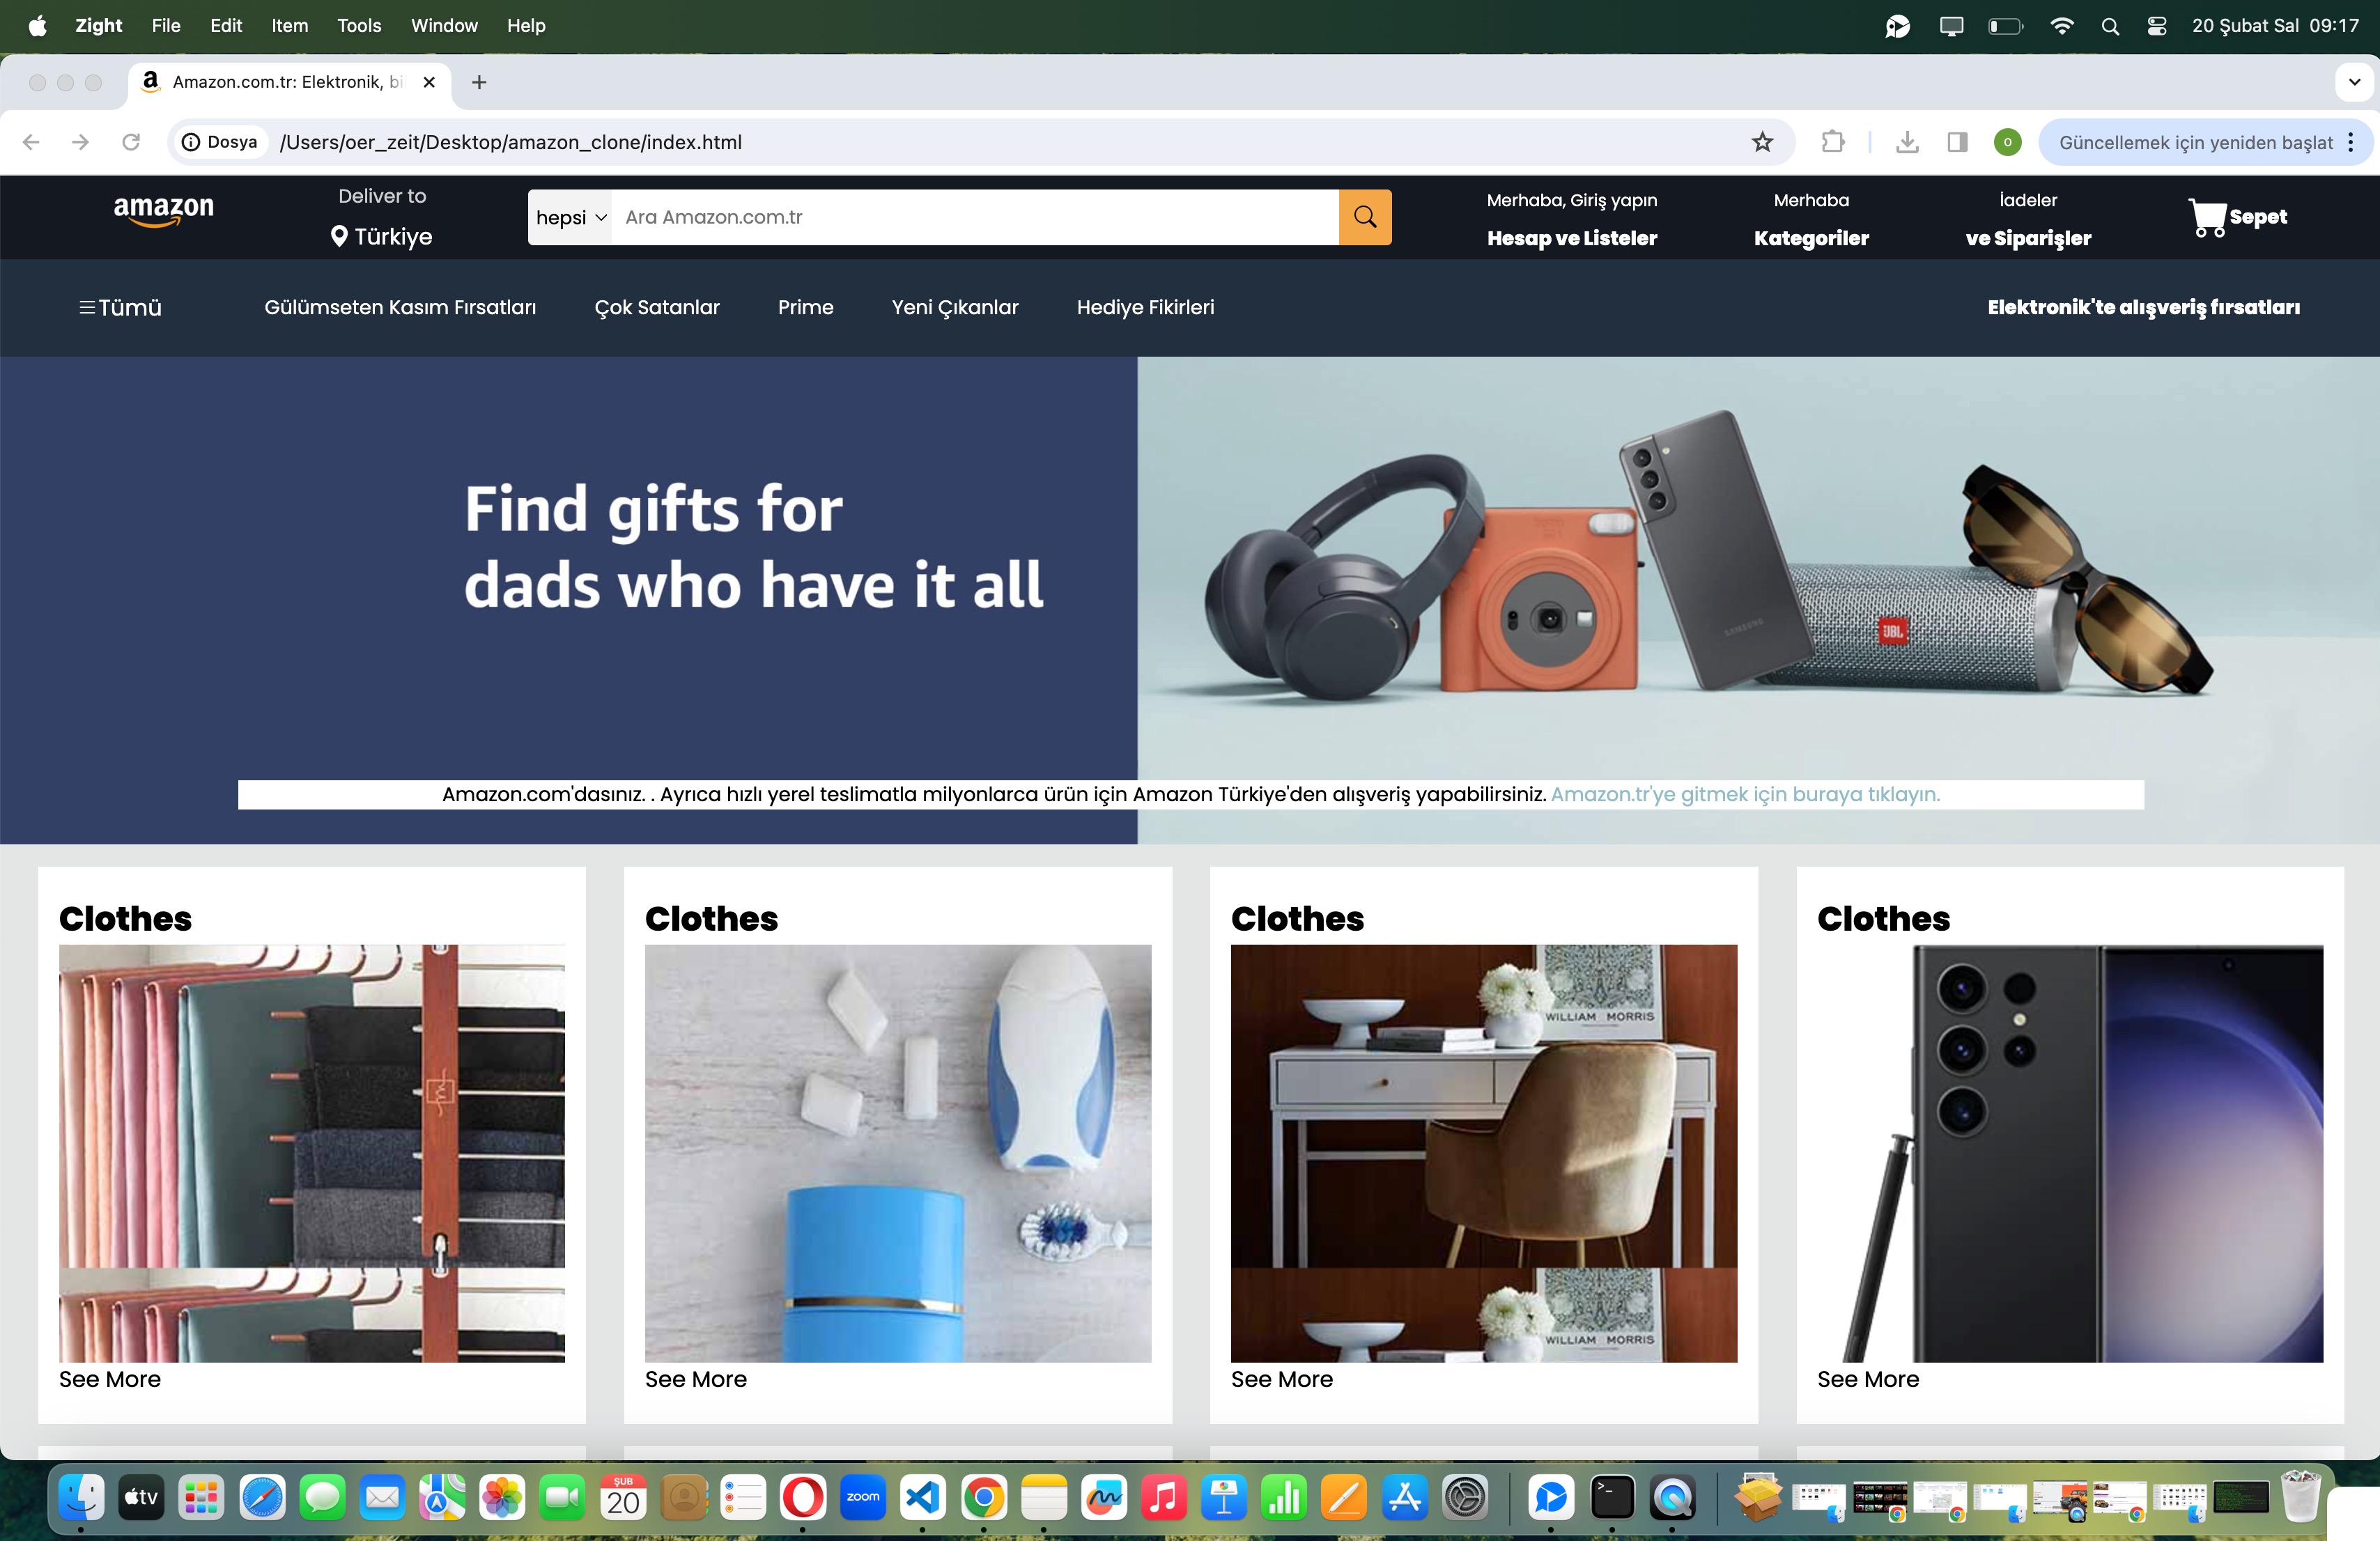 Zight File Edit Item Tools Window Help 20 Şubat Sal 09:17
Amazon.com.tr: Elektronik, bi
Dosya /Users/oer_zeit/Desktop/amazon_clone/index.html o Güncellemek için yeniden başlat
amazon
Deliver to
Türkiye
hepsi Ara Amazon.com.tr
Merhaba, Giriş yapın
Hesap ve Listeler
Merhaba
Kategoriler
İadeler
ve Siparişler
Sepet
Tümü Gülümseten Kasım Fırsatları Çok Satanlar Prime Yeni Çıkanlar Hediye Fikirleri Elektronik'te alışveriş fırsatları
Find gifts for
dads who have it all
SAMSUNG
JBL
Amazon.com'dasınız. . Ayrıca hızlı yerel teslimatla milyonlarca ürün için Amazon Türkiye'den alışveriş yapabilirsiniz. Amazon.tr'ye gitmek için buraya tıklayın.
Clothes Clothes Clothes Clothes
WILLIAM MORRIS
WILLIAM MORRIS
See More See More See More See More
tv
ŞUB
20
zoom